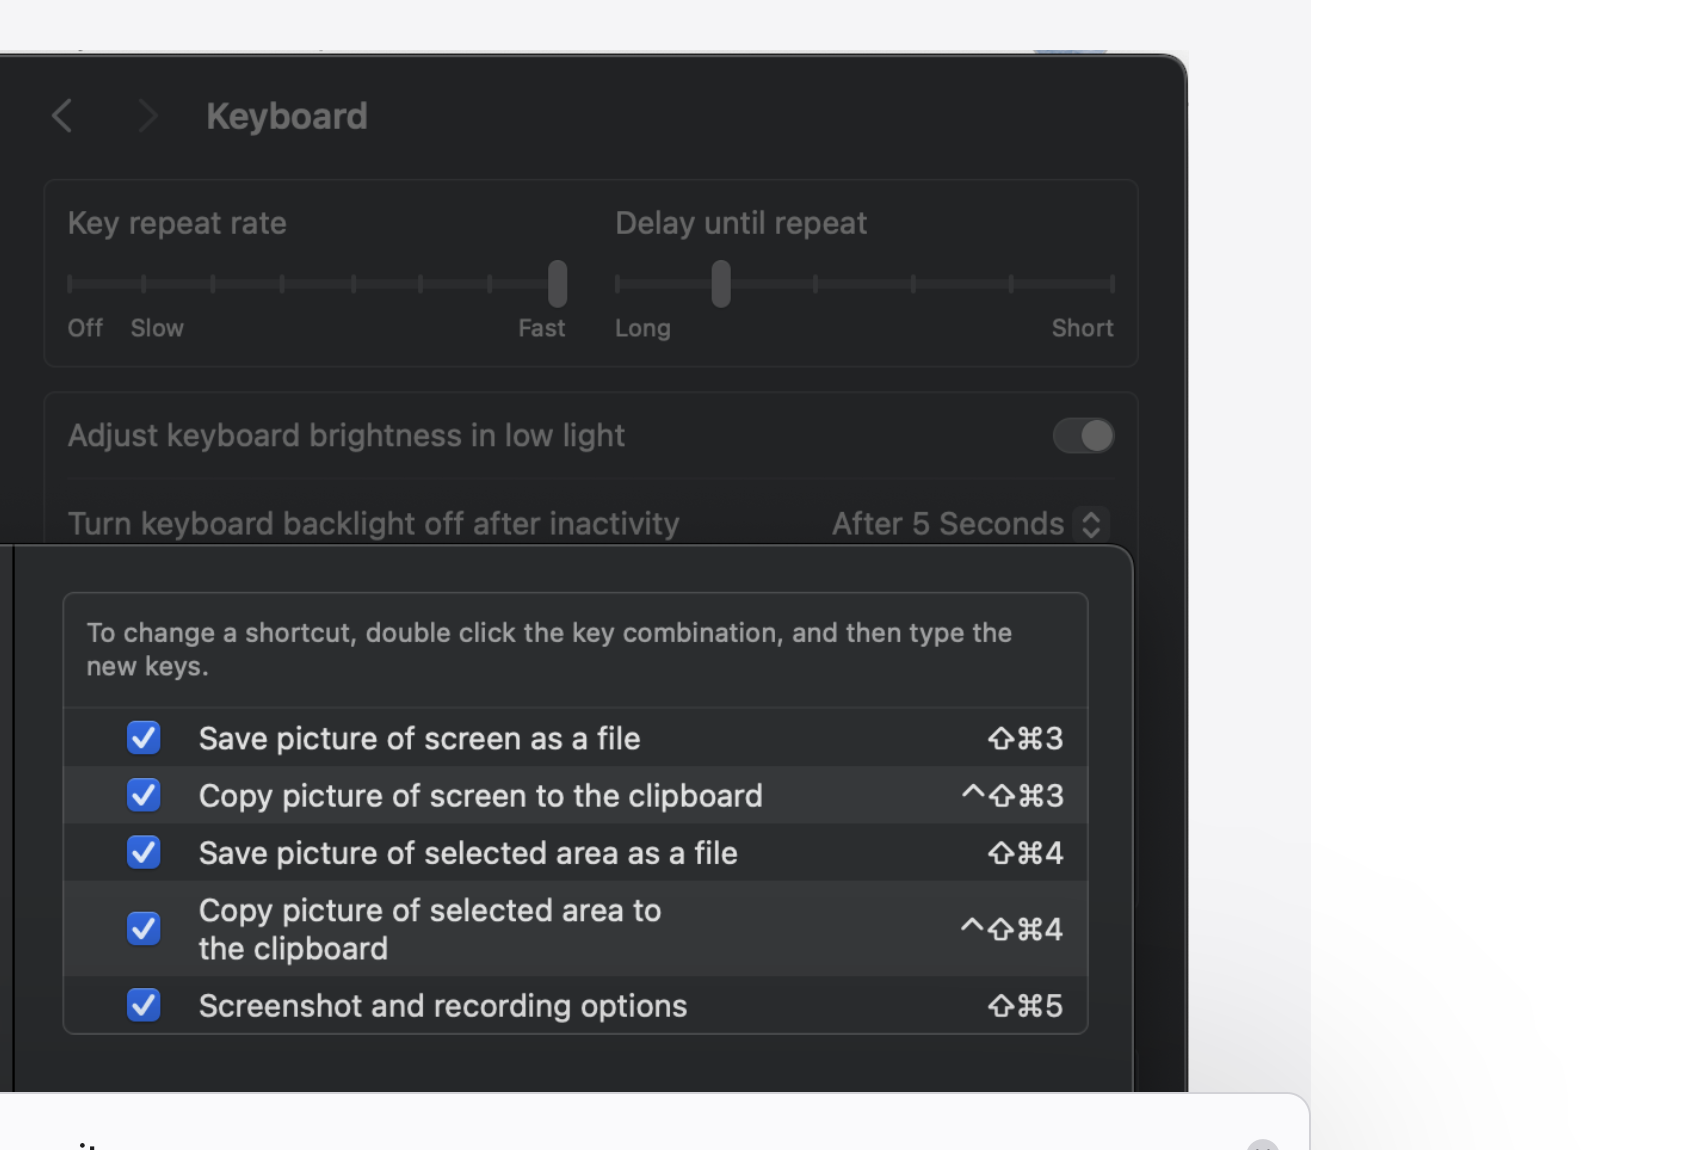 Keyboard
Key repeat rate
Delay until repeat
Off Slow Fast
Long Short
Adjust keyboard brightness in low light
Turn keyboard backlight off after inactivity After 5 Seconds
To change a shortcut, double click the key combination, and then type the
new keys.
Save picture of screen as a file ⇧⌘3
Copy picture of screen to the clipboard ^⇧⌘3
Save picture of selected area as a file ⇧⌘4
Copy picture of selected area to
the clipboard ^⇧⌘4
Screenshot and recording options ⇧⌘5